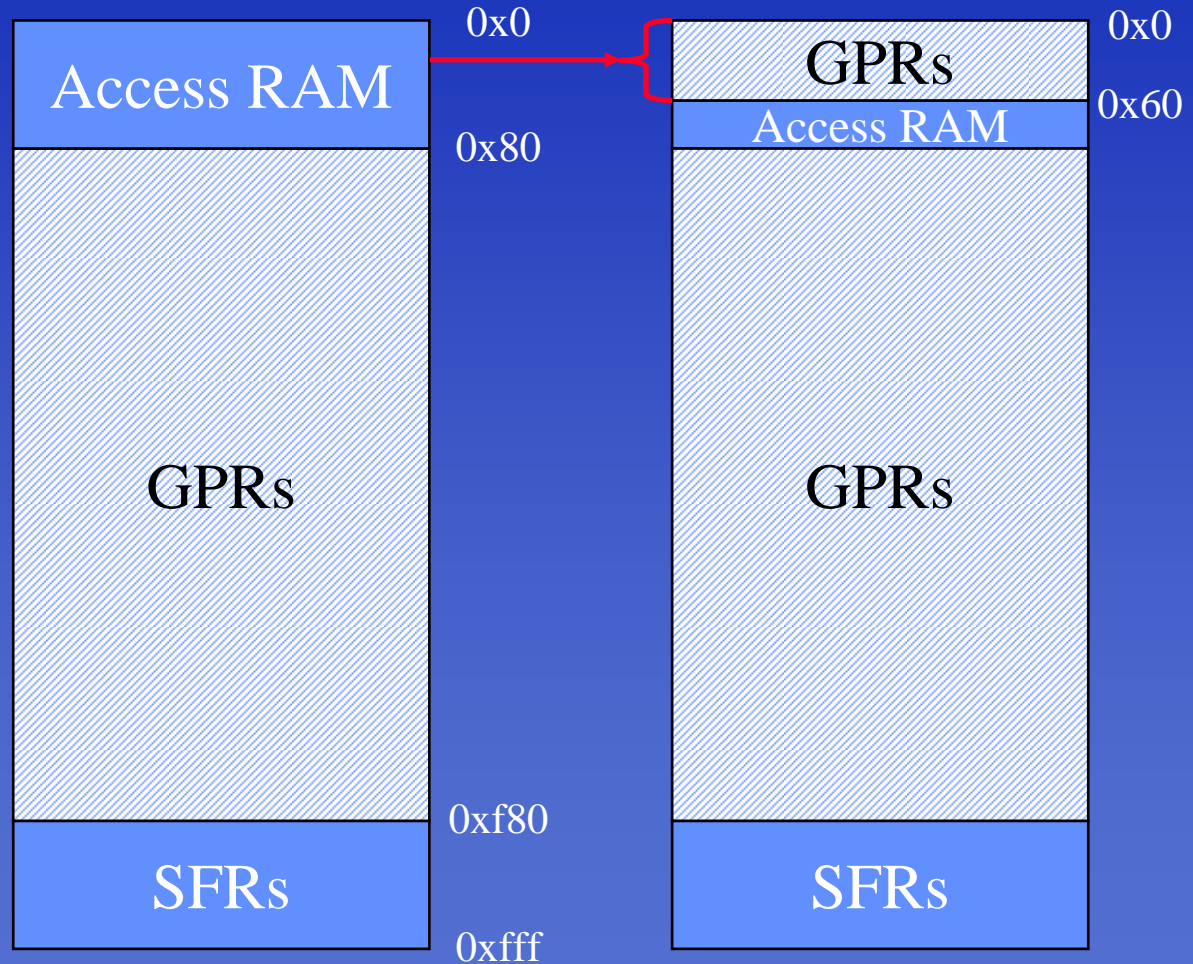 0x0
Access RAM
0x80
GPRs
0xf80
SFRs
0xfff
0x0
GPRs
0x60
Access RAM
GPRs
SFRs